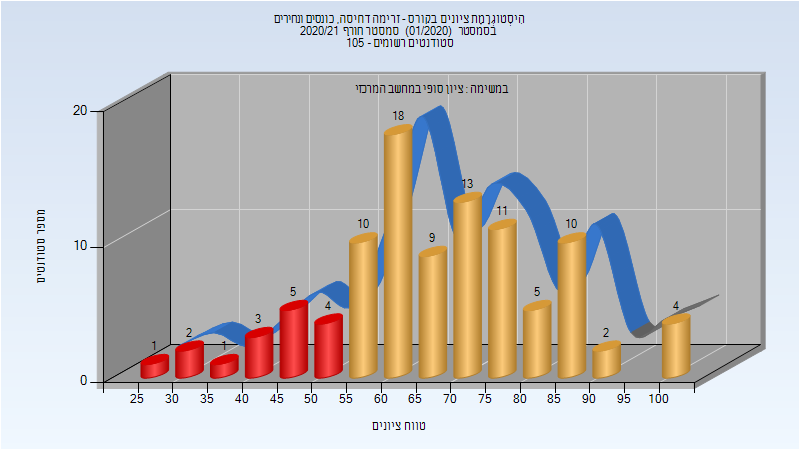 הִיסְטוֹגְרָמַת ציונים בקורס - זרימה דחיסה, כונסים ונחירים
בסמסטר (01/2020) סמסטר חורף 2020/21
סטודנטים רשומים - 105
במשימה : ציון סופי במחשב המרכזי
20
10
0
מספר סטודנטים
1
2
1
3
5
4
10
18
9
13
11
5
10
2
4
25 30 35 40 45 50 55 60 65 70 75 80 85 90 95 100
טווח ציונים